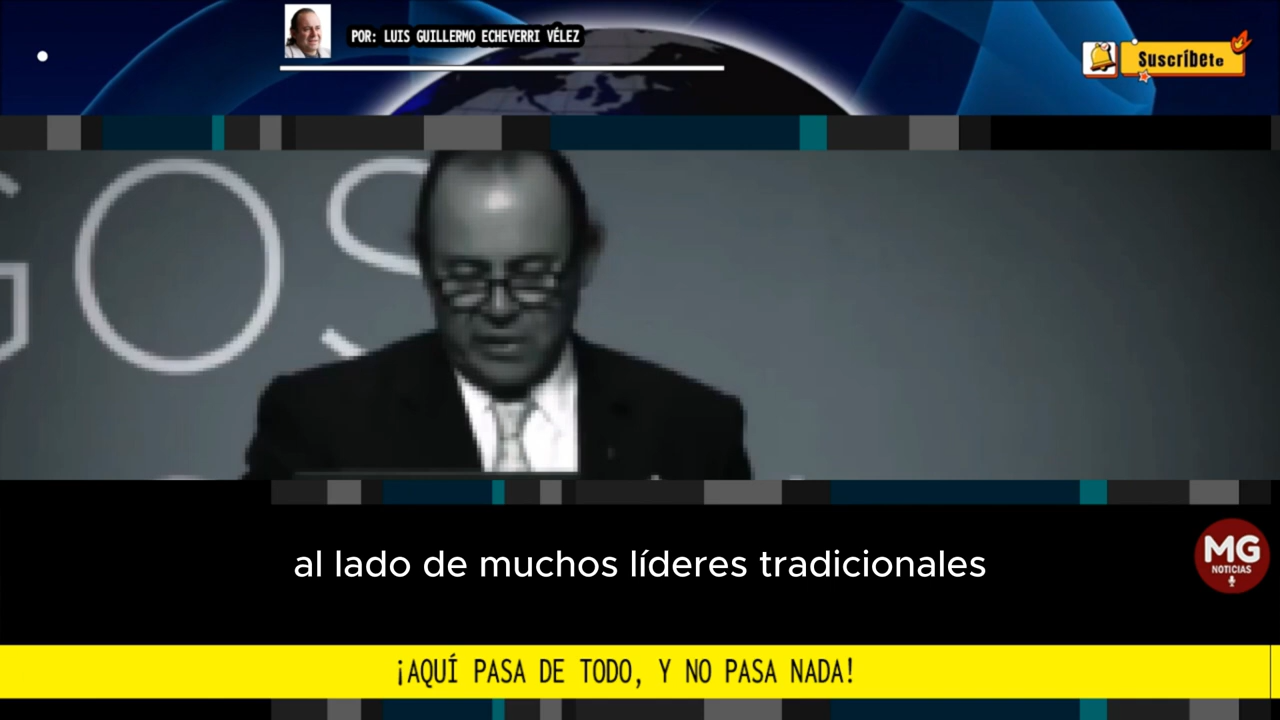 POR: LUIS GUILLERMO ECHEVERRI VÉLEZ
Suscríbete
GOS
al lado de muchos líderes tradicionales
MG
NOTICIAS
¡AQUÍ PASA DE TODO, Y NO PASA NADA!